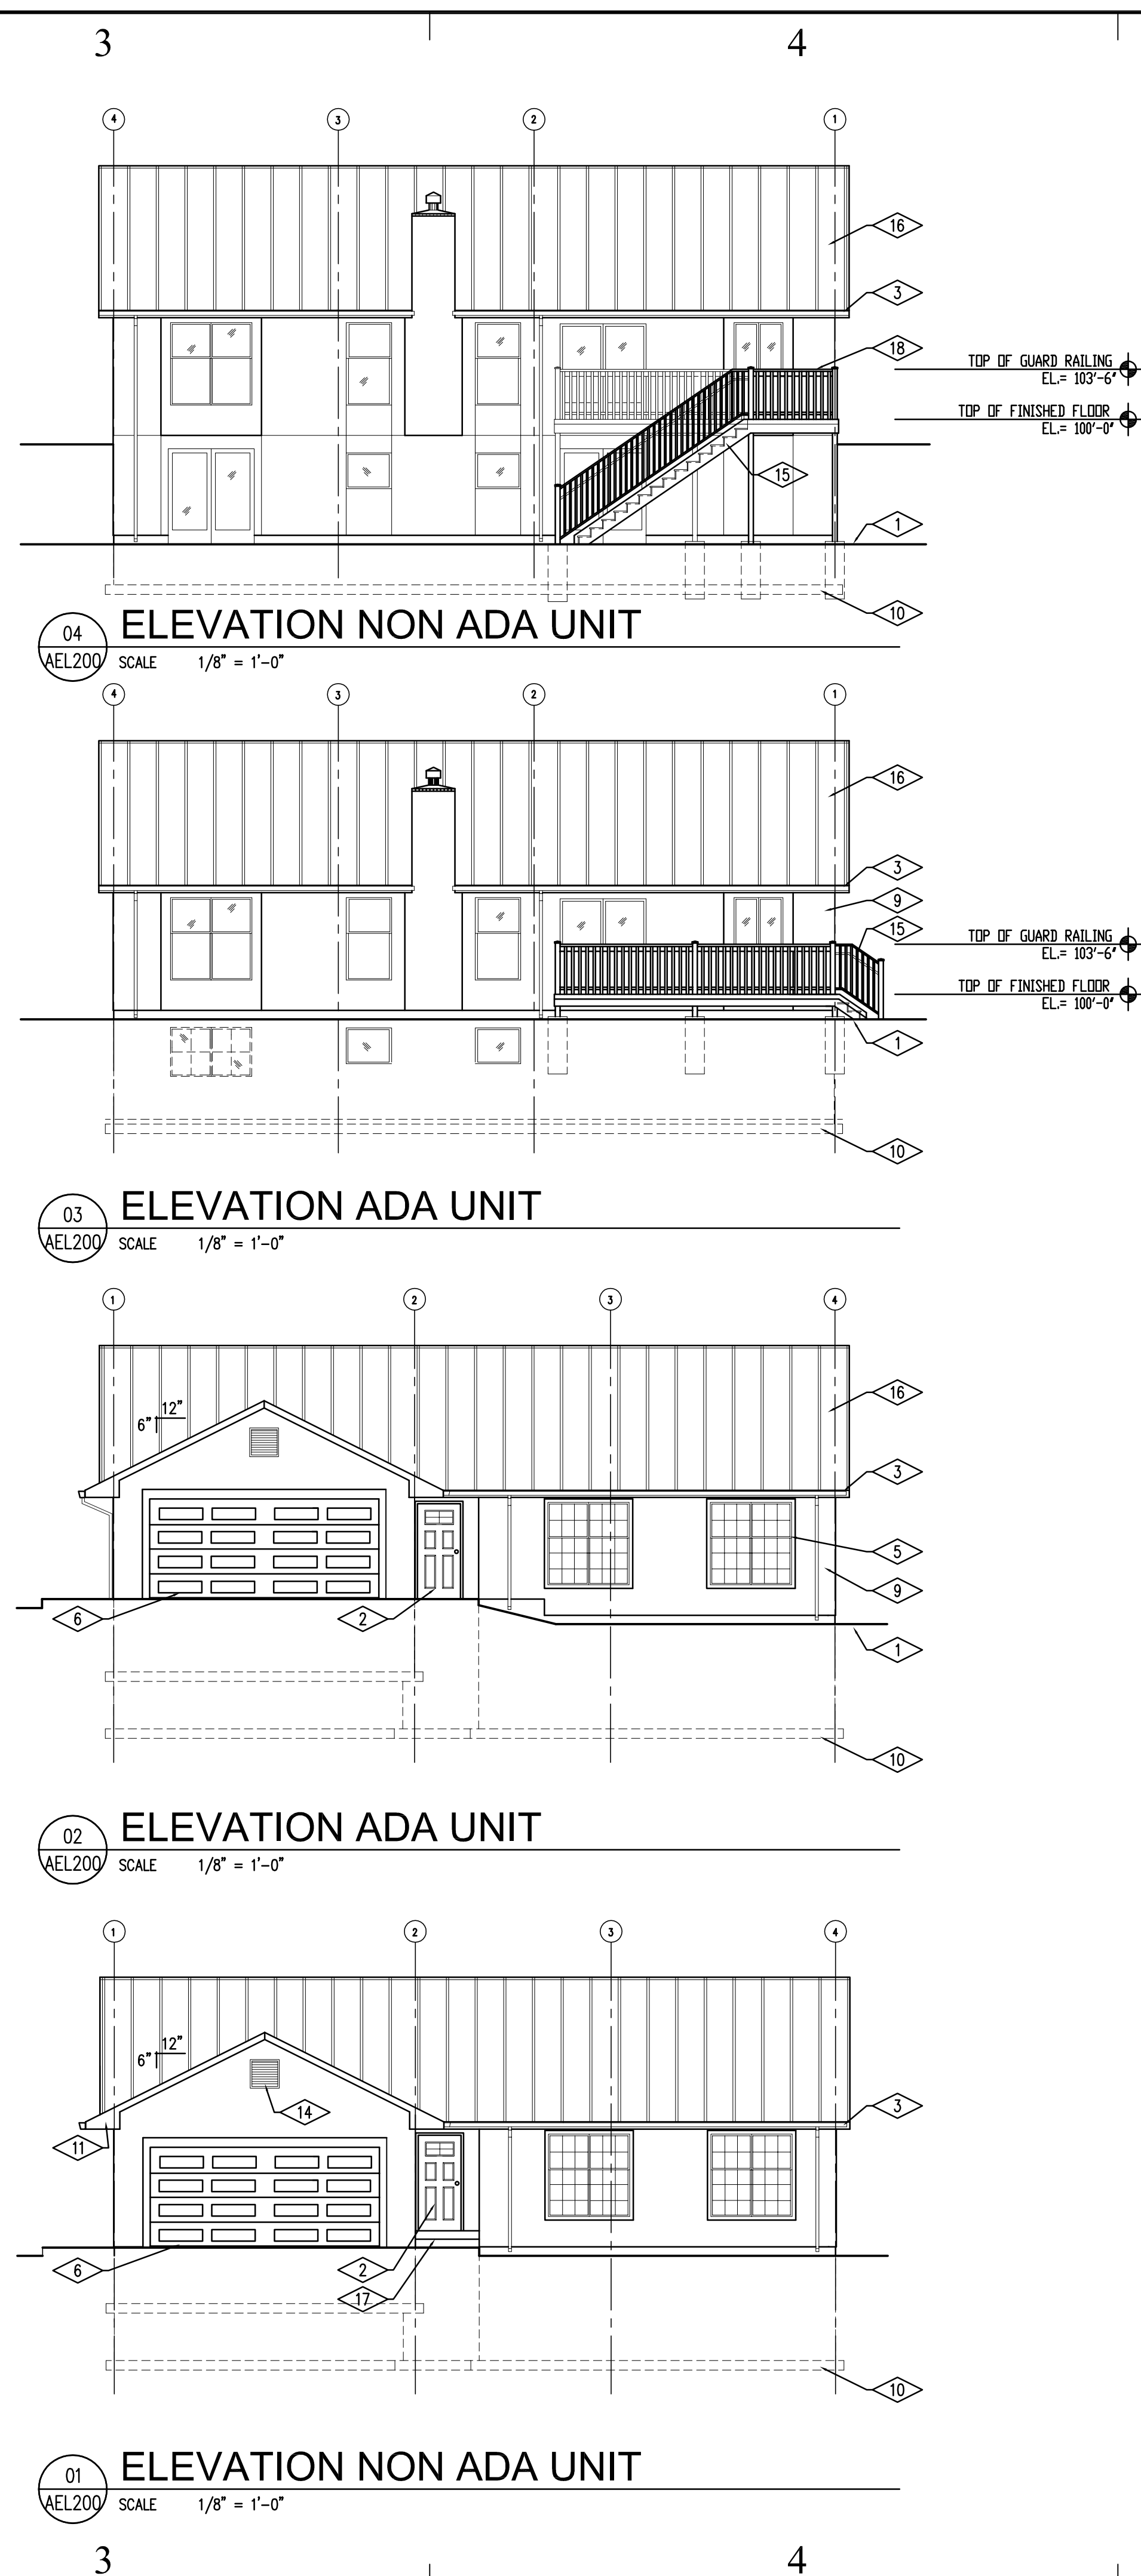 3 4
4 3 2 1
16
3
18
TOP OF GUARD RAILING
EL.= 103'-6"
TOP OF FINISHED FLOOR
EL.= 100'-0"
15
1
10
04
AEL200
ELEVATION NON ADA UNIT
SCALE 1/8" = 1'-0"
4 3 2 1
16
3
9
15
TOP OF GUARD RAILING
EL.= 103'-6"
TOP OF FINISHED FLOOR
EL.= 100'-0"
1
10
03
AEL200
ELEVATION ADA UNIT
SCALE 1/8" = 1'-0"
1 2 3 4
16
12"
6"
3
5
9
6 2
1
10
02
AEL200
ELEVATION ADA UNIT
SCALE 1/8" = 1'-0"
1 2 3 4
12"
6"
14
3
11
6 2
17
10
01
AEL200
ELEVATION NON ADA UNIT
SCALE 1/8" = 1'-0"
3 4